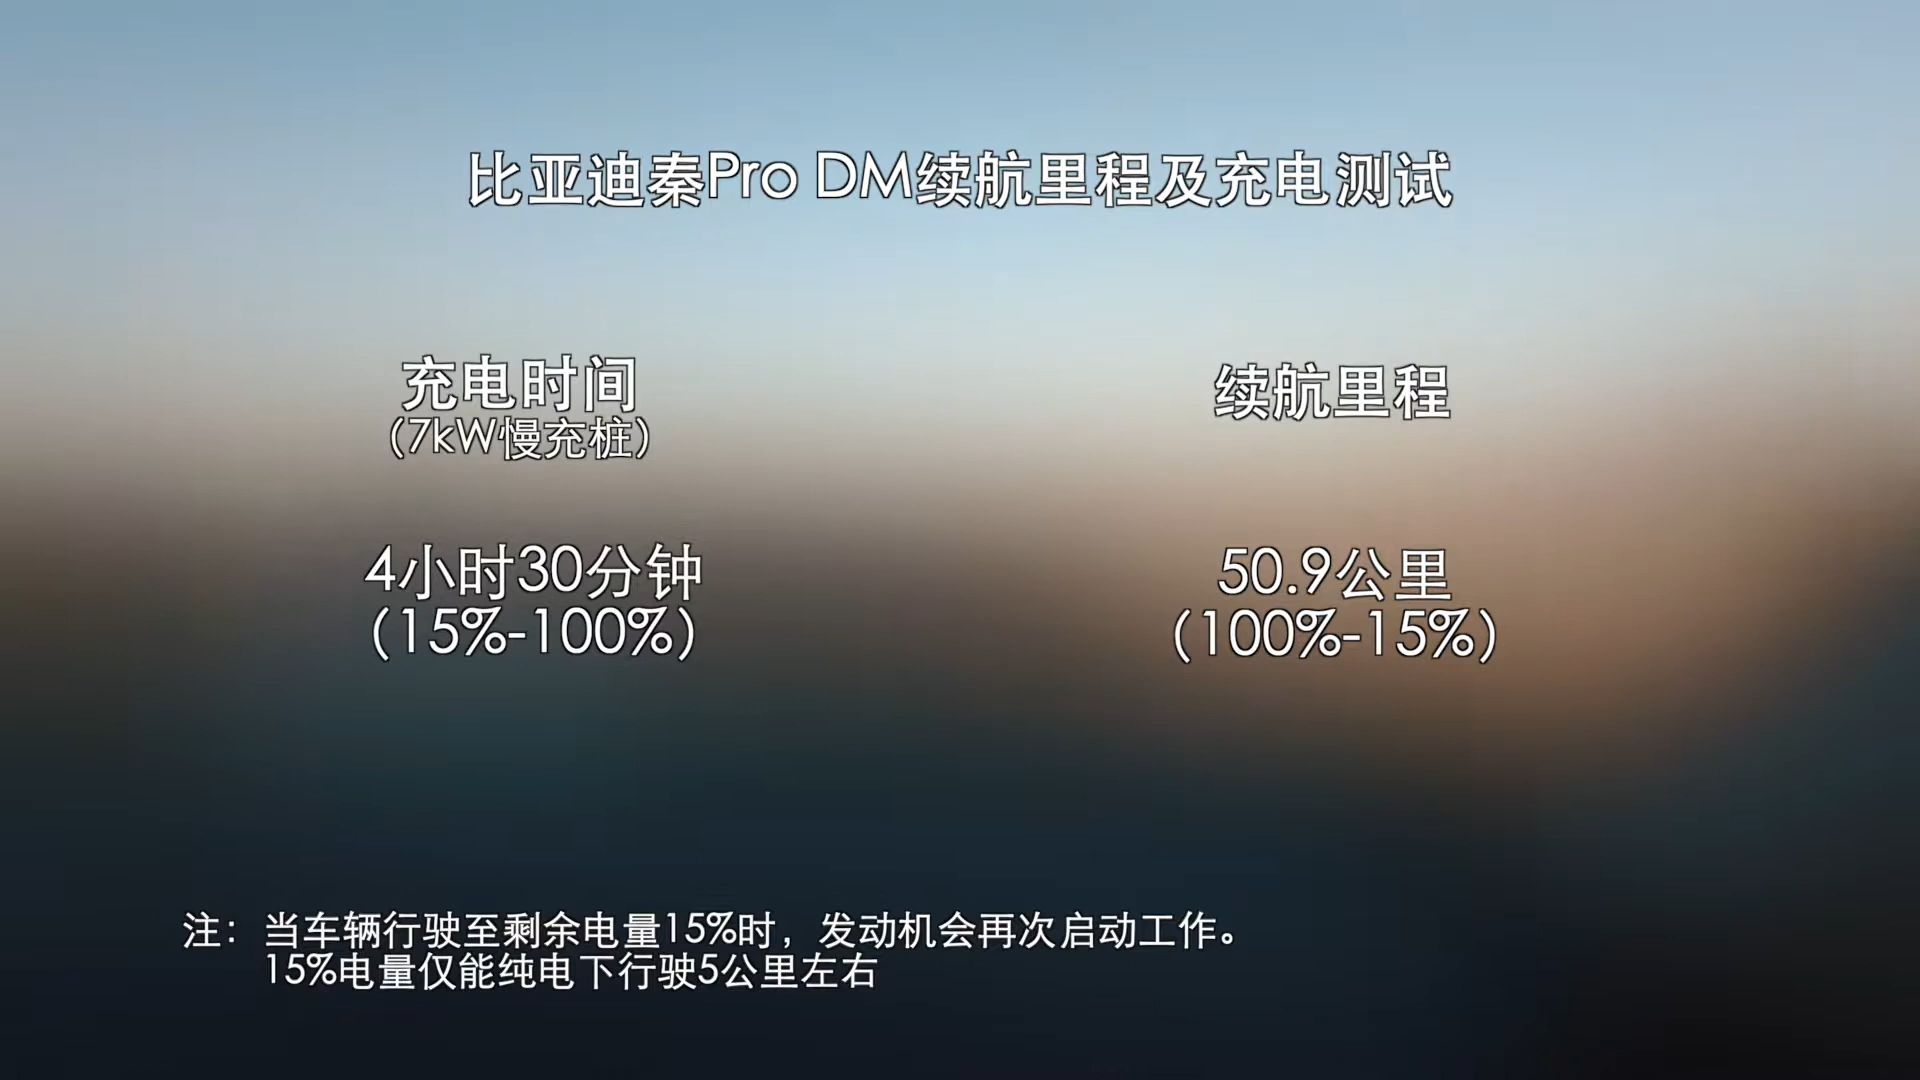 比亚迪秦Pro DM续航里程及充电测试
充电时间
(7kW慢充桩)
续航里程
4小时30分钟
(15%-100%)
50.9公里
(100%-15%)
注：当车辆行驶至剩余电量15%时，发动机会再次启动工作。
15%电量仅能纯电下行驶5公里左右